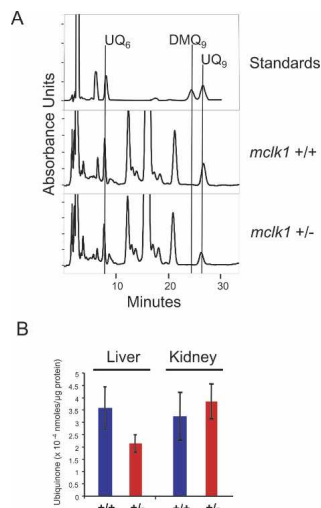 A
UQ6
DMQ9
UQ9
Standards
Absorbance Units
mclk1 +/+
mclk1 +/-
10
20
30
Minutes
B
Liver
Kidney
Ubiquinone (x 10-4 nmoles/µg protein)
5
4.5
4
3.5
3
2.5
2
1.5
1
0.5
0
+/+
+/-
+/+
+/-